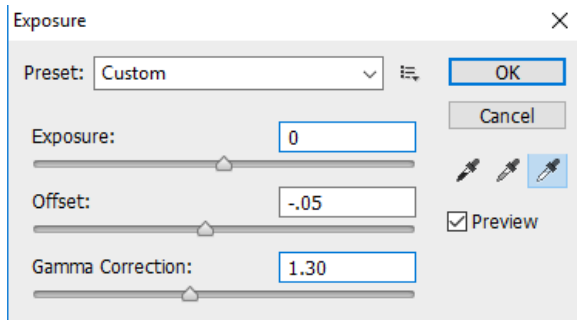 Exposure
Preset: Custom
OK
Cancel
Exposure: 0
Offset: -.05
Preview
Gamma Correction: 1.30